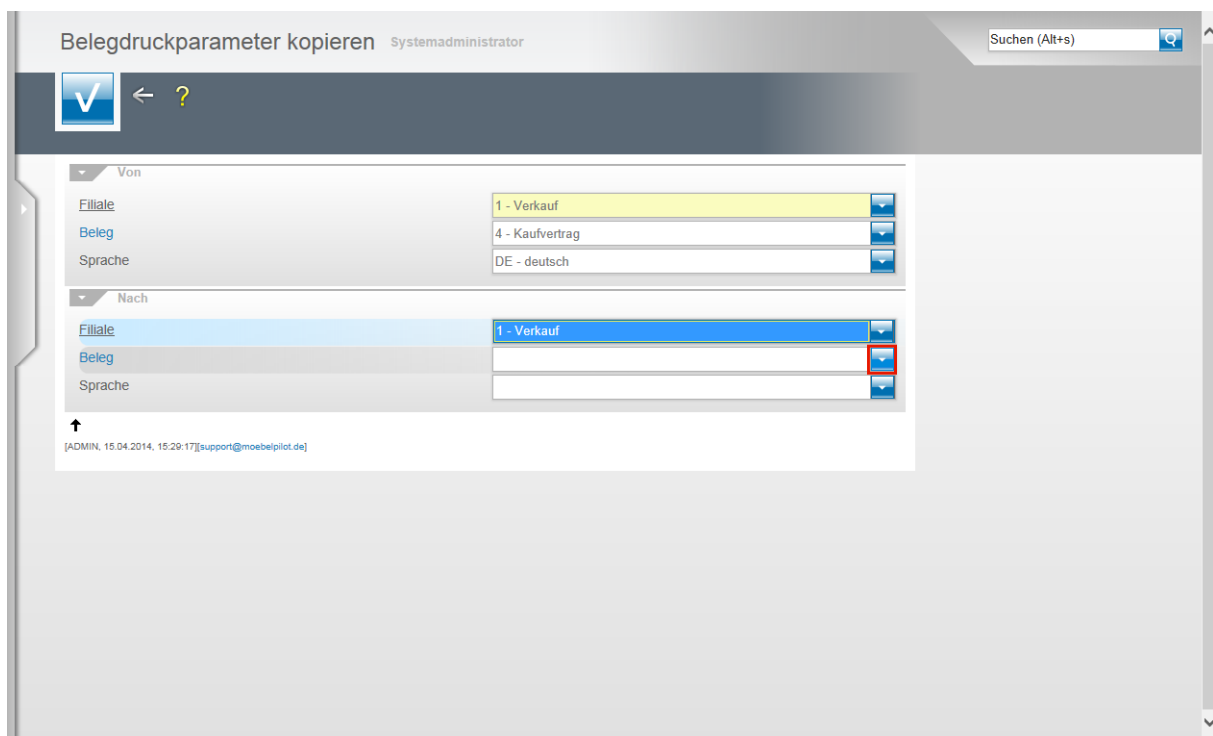 Belegdruckparameter kopieren Systemadministrator
Suchen (Alt+s)
√ ← ?
Von
Filiale 1 - Verkauf
Beleg 4 - Kaufvertrag
Sprache DE - deutsch
Nach
Filiale 1 - Verkauf
Beleg
Sprache
[ADMIN, 15.04.2014, 15:29:17][support@moebelpilot.de]